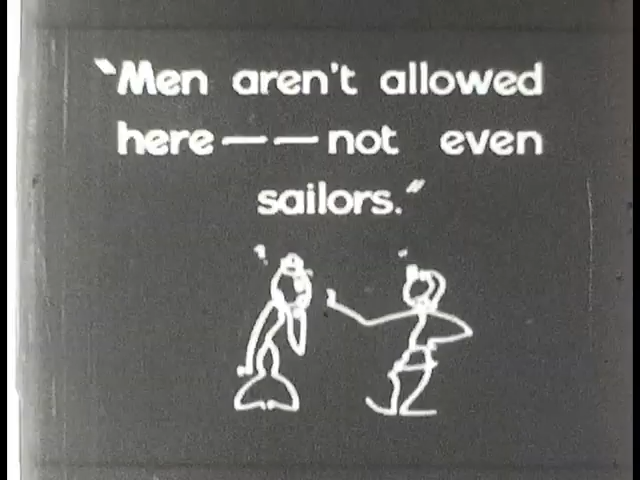 "Men aren't allowed
here——not even
sailors."